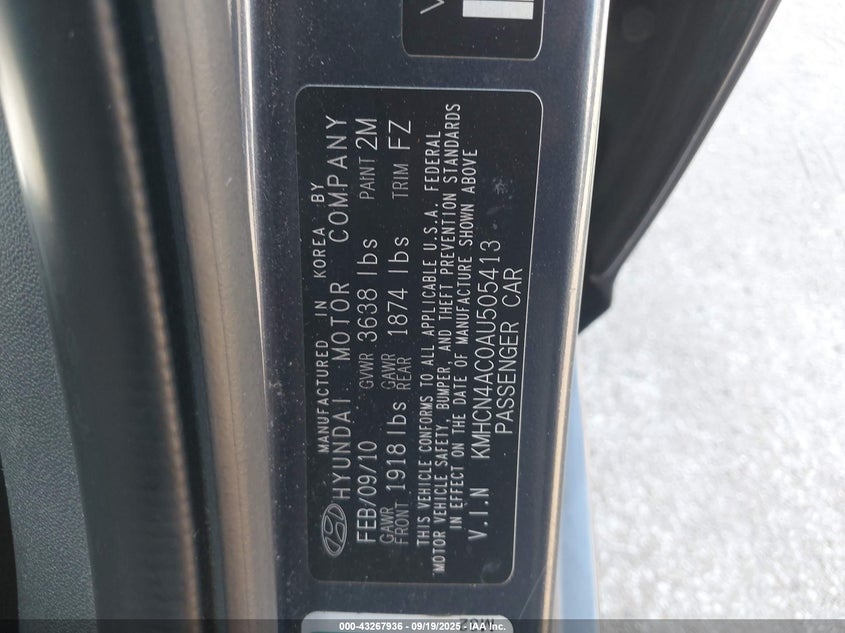 MANUFACTURED IN KOREA BY
HYUNDAI MOTOR COMPANY
FEB/09/10 GVWR 3638 lbs PAINT 2M
GAWR FRONT 1918 lbs GAWR REAR 1874 lbs TRIM FZ
THIS VEHICLE CONFORMS TO ALL APPLICABLE U.S.A. FEDERAL
MOTOR VEHICLE SAFETY, BUMPER, AND THEFT PREVENTION STANDARDS
IN EFFECT ON THE DATE OF MANUFACTURE SHOWN ABOVE
V.I.N KMHCN4AC0AU505413
PASSENGER CAR
000-43267936 - 09/19/2025 - IAA Inc.